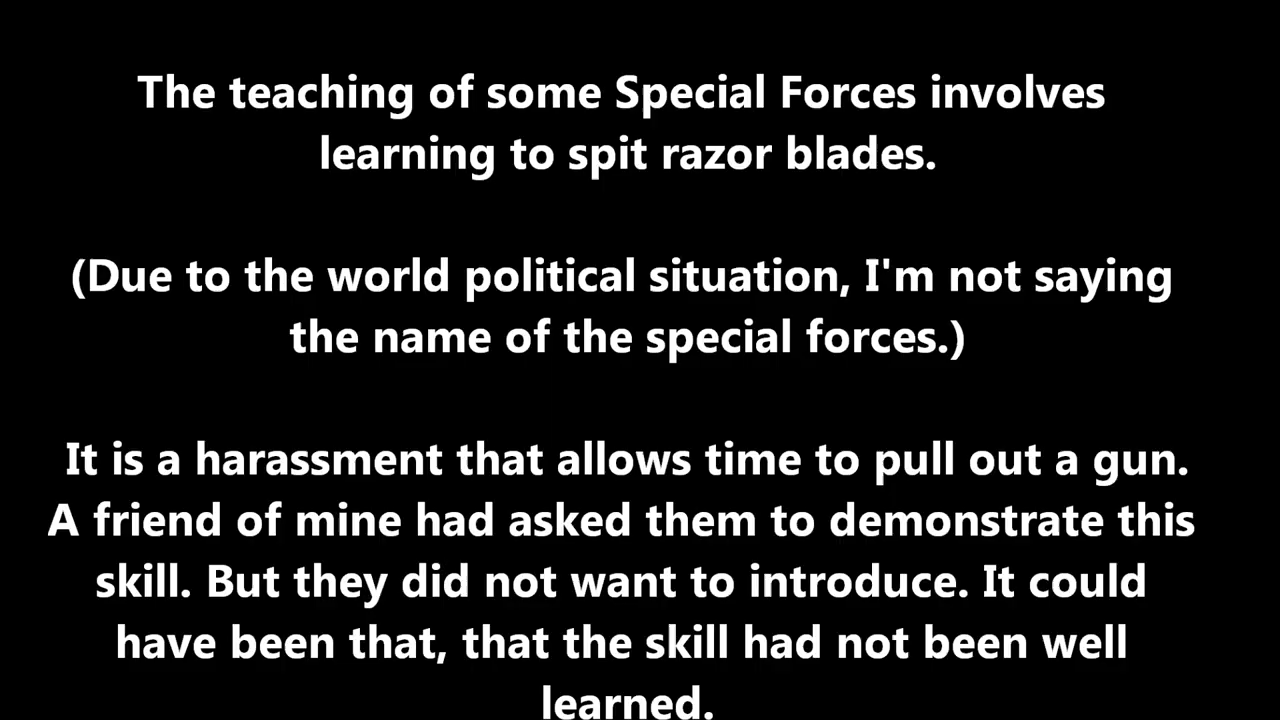 The teaching of some Special Forces involves
learning to spit razor blades.
(Due to the world political situation, I'm not saying
the name of the special forces.)
It is a harassment that allows time to pull out a gun.
A friend of mine had asked them to demonstrate this
skill. But they did not want to introduce. It could
have been that, that the skill had not been well
learned.